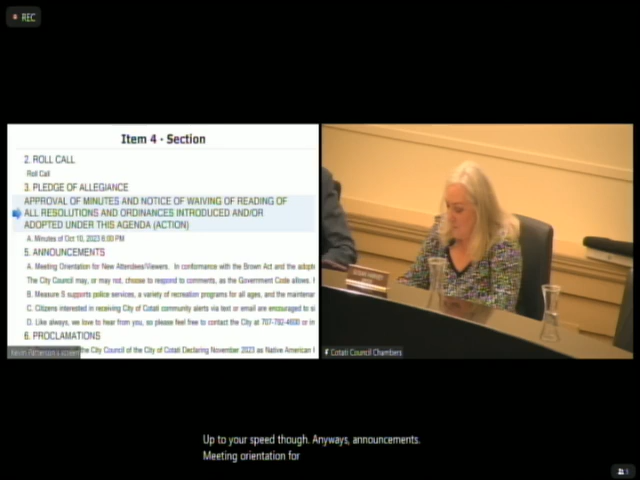 REC
Item 4 - Section
2. ROLL CALL
Roll Call
3. PLEDGE OF ALLEGIANCE
APPROVAL OF MINUTES AND NOTICE OF WAIVING OF READING OF
ALL RESOLUTIONS AND ORDINANCES INTRODUCED AND/OR
ADOPTED UNDER THIS AGENDA (ACTION)
A. Minutes of Oct 10, 2023 6:00 PM
5. ANNOUNCEMENTS
A. Meeting Orientation for New Attendees/Viewers. In conformance with the Brown Act and the adopt
The City Council may, or may not, choose to respond to comments, as the Government Code allows.
B. Measure S supports police services, a variety of recreation programs for all ages, and the maintenan
C. Citizens interested in receiving City of Cotati community alerts via text or email are encouraged to si
D. Like always, we love to hear from you, so please feel free to contact the City at 707-792-4600 or in
6. PROCLAMATIONS
the City Council of the City of Cotati Declaring November 2023 as Native American
Kevin Patterson
Cotati Council Chambers
Up to your speed though. Anyways, announcements.
Meeting orientation for